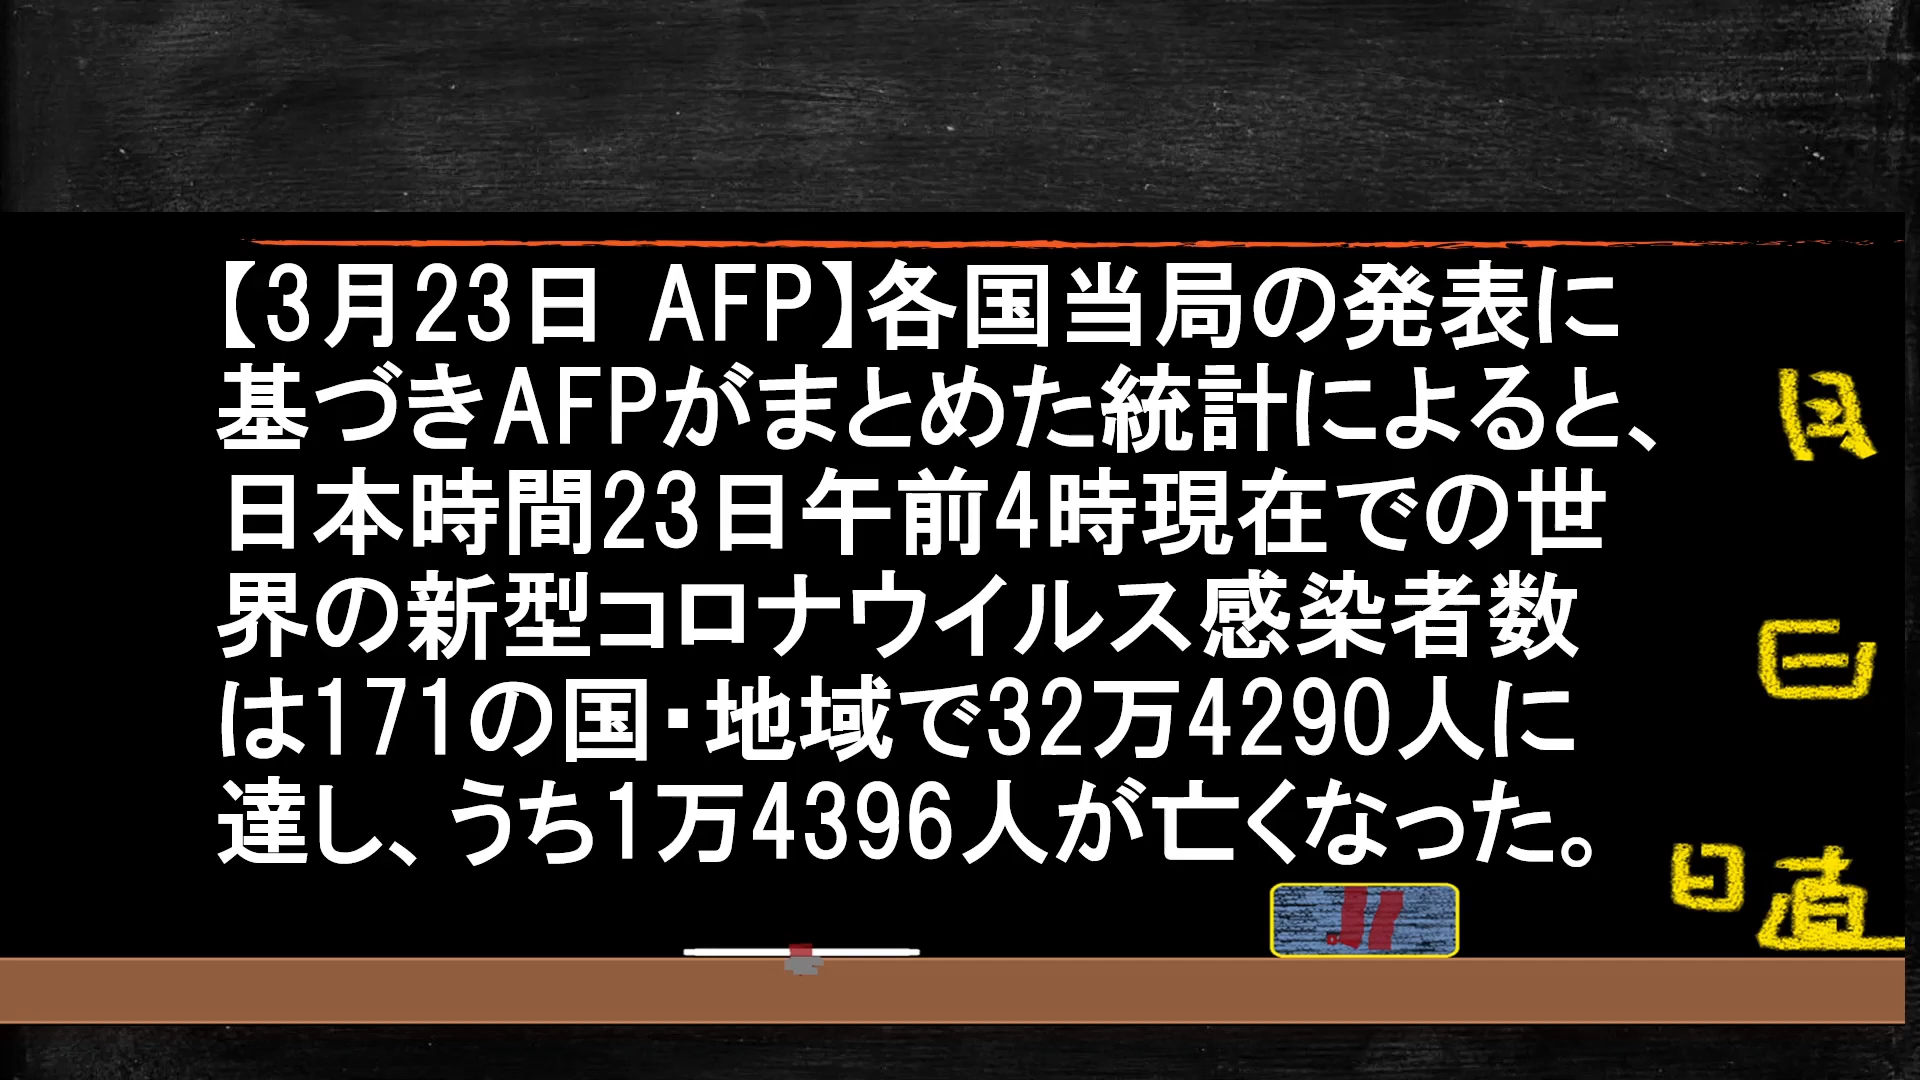 【3月23日 AFP】各国当局の発表に
基づきAFPがまとめた統計によると、
日本時間23日午前4時現在での世
界の新型コロナウイルス感染者数
は171の国・地域で32万4290人に
達し、うち1万4396人が亡くなった。
日
日直